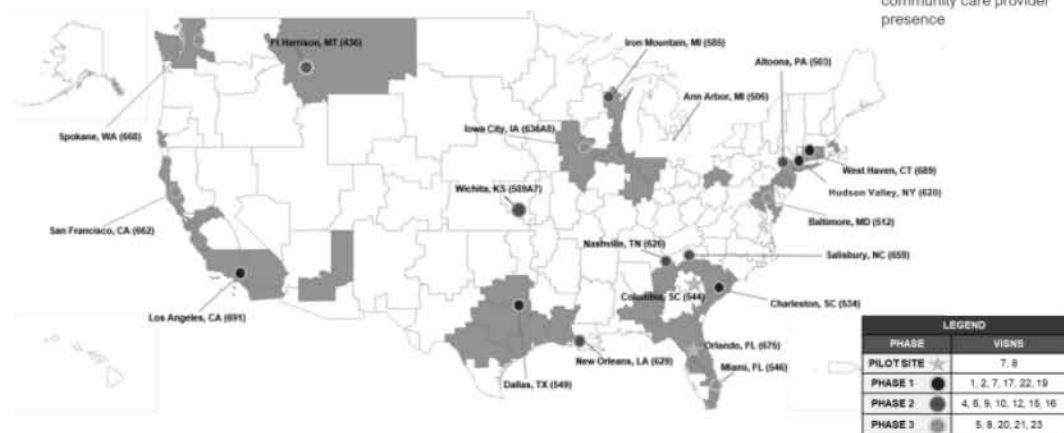 community care provider
presence
Ft Harrison, MT (436)
Iron Mountain, MI (585)
Altoona, PA (503)
Ann Arbor, MI (506)
Spokane, WA (668)
Iowa City, IA (636A8)
West Haven, CT (689)
Wichita, KS (589A7)
Hudson Valley, NY (620)
Baltimore, MD (512)
San Francisco, CA (662)
Nashville, TN (626)
Salisbury, NC (659)
Columbia, SC (544)
Charleston, SC (534)
Los Angeles, CA (691)
Orlando, FL (675)
New Orleans, LA (629)
Miami, FL (546)
Dallas, TX (549)
LEGEND
PHASE VISNS
PILOT SITE 7, 8
PHASE 1 1, 2, 7, 17, 22, 19
PHASE 2 4, 6, 9, 10, 12, 15, 16
PHASE 3 5, 8, 20, 21, 23